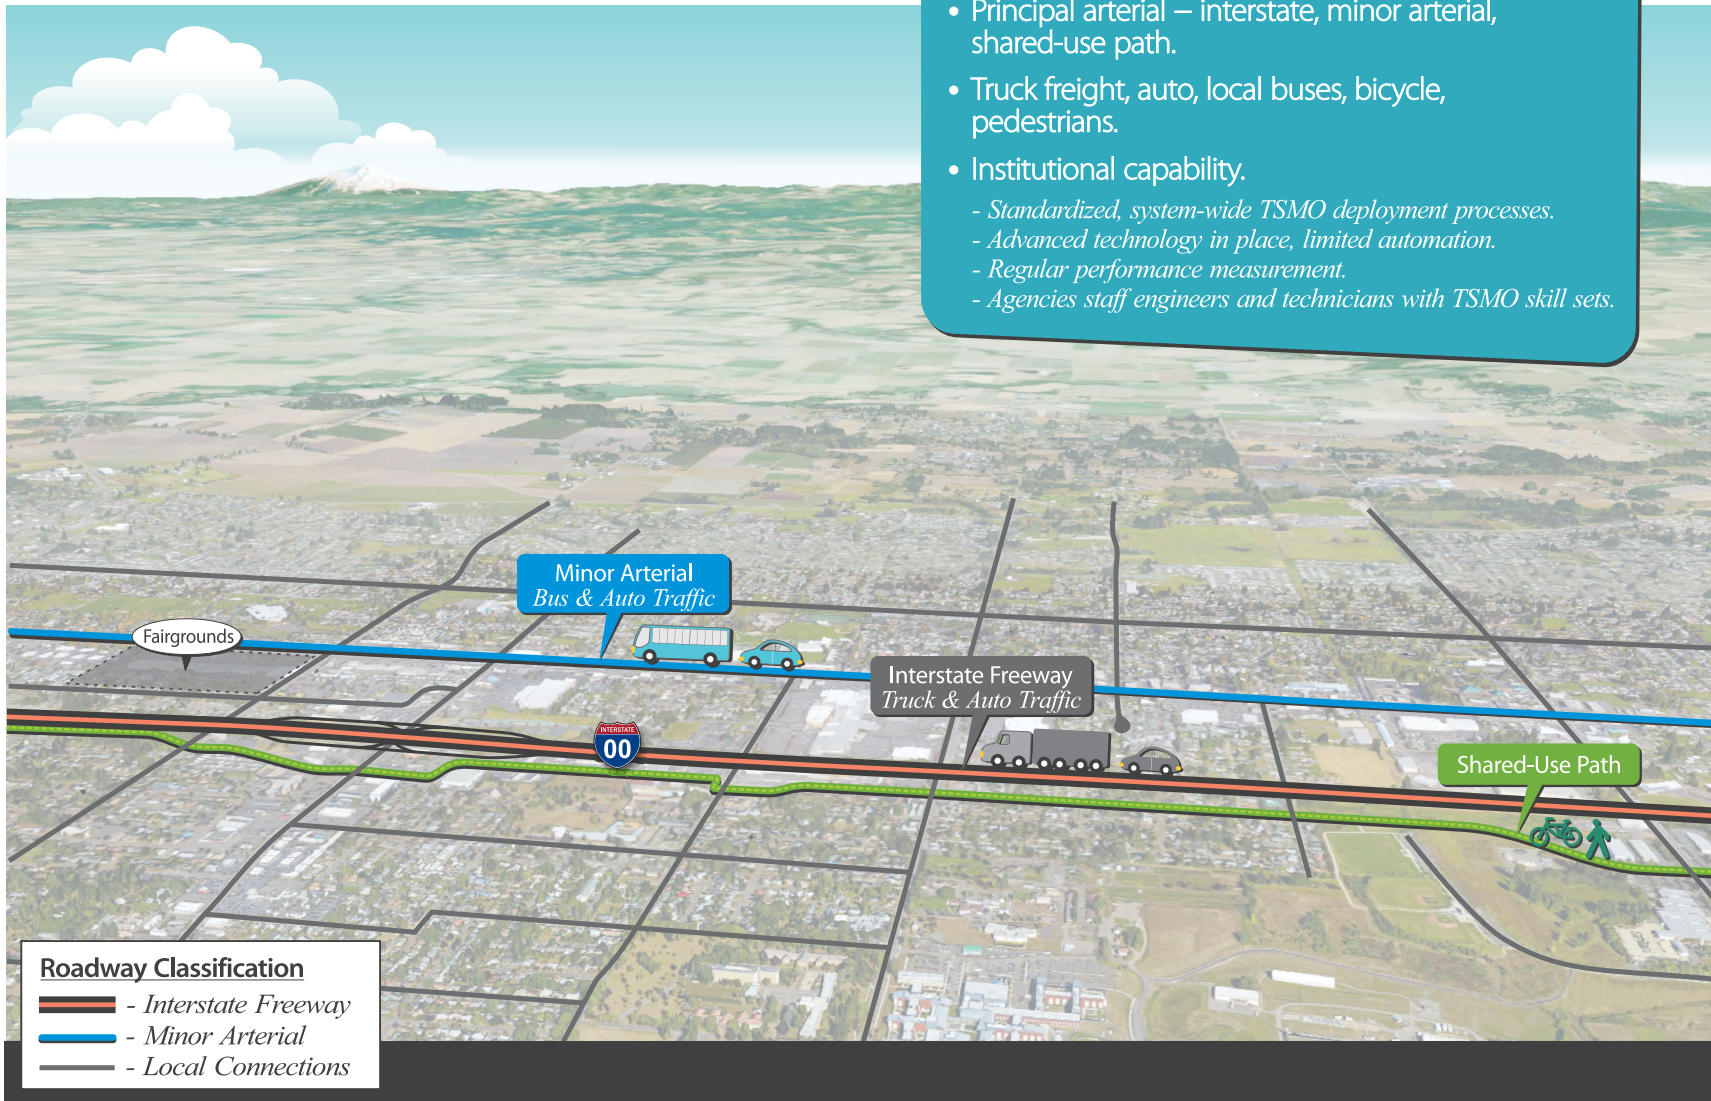 • Principal arterial – interstate, minor arterial,
shared-use path.
• Truck freight, auto, local buses, bicycle,
pedestrians.
• Institutional capability.
- Standardized, system-wide TSMO deployment processes.
- Advanced technology in place, limited automation.
- Regular performance measurement.
- Agencies staff engineers and technicians with TSMO skill sets.
Minor Arterial
Bus & Auto Traffic
Fairgrounds
Interstate Freeway
Truck & Auto Traffic
INTERSTATE
00
Shared-Use Path
Roadway Classification
- Interstate Freeway
- Minor Arterial
- Local Connections